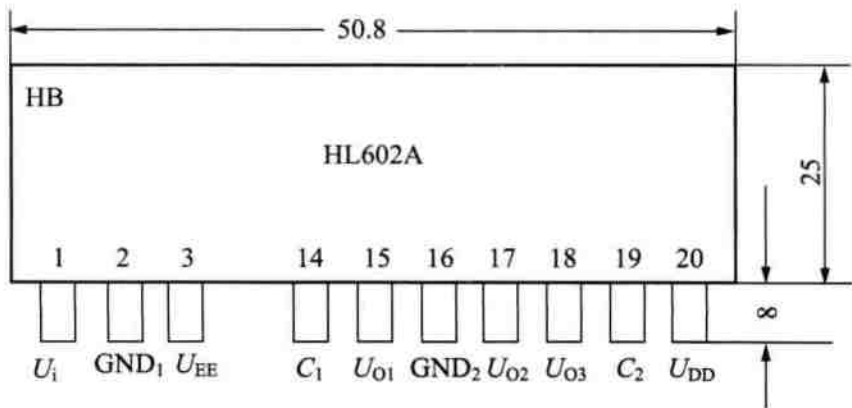 50.8
HB
HL602A
25
1 2 3 14 15 16 17 18 19 20
8
Ui GND1 UEE C1 UO1 GND2 UO2 UO3 C2 UDD